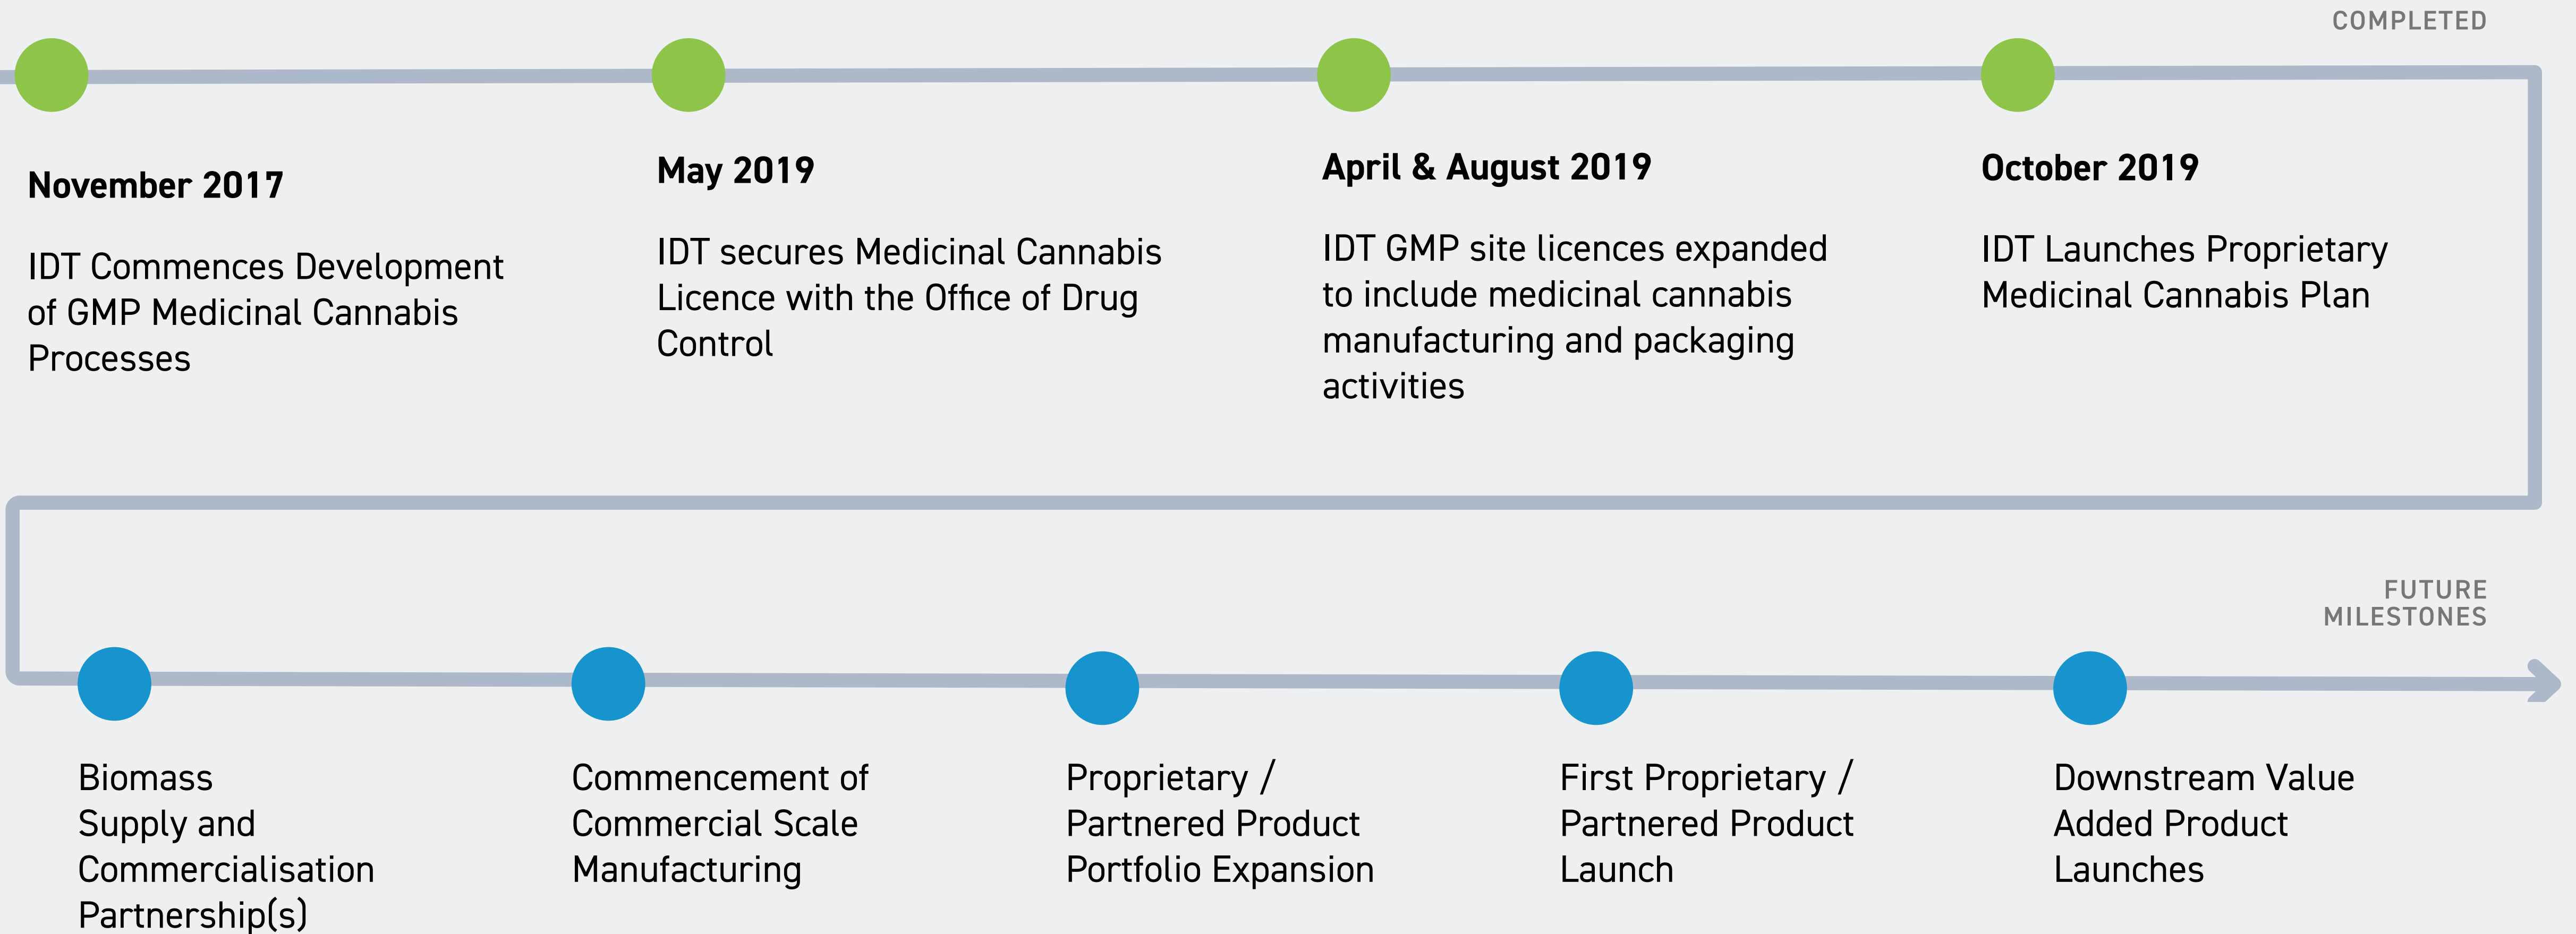 COMPLETED
November 2017
IDT Commences Development
of GMP Medicinal Cannabis
Processes
May 2019
IDT secures Medicinal Cannabis
Licence with the Office of Drug
Control
April & August 2019
IDT GMP site licences expanded
to include medicinal cannabis
manufacturing and packaging
activities
October 2019
IDT Launches Proprietary
Medicinal Cannabis Plan
FUTURE
MILESTONES
Biomass
Supply and
Commercialisation
Partnership(s)
Commencement of
Commercial Scale
Manufacturing
Proprietary /
Partnered Product
Portfolio Expansion
First Proprietary /
Partnered Product
Launch
Downstream Value
Added Product
Launches